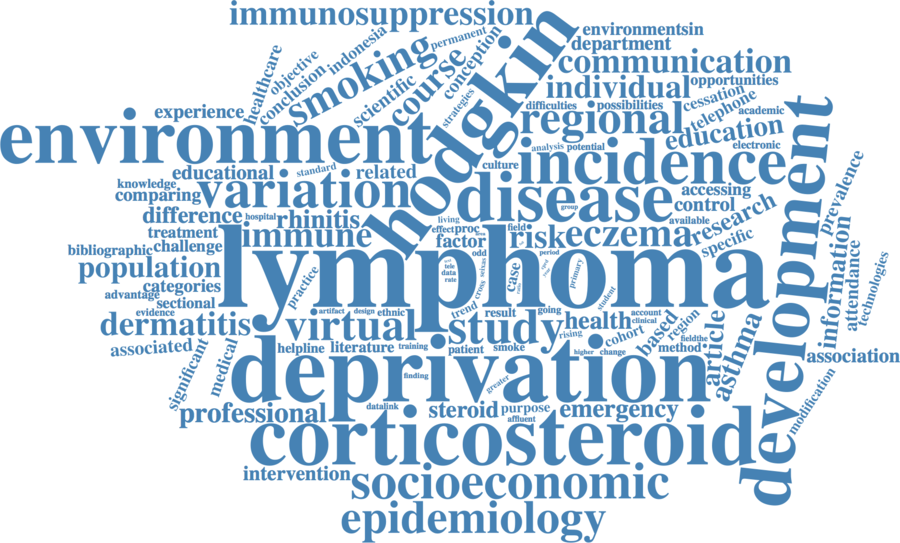 immunosuppression
environmentsin
permanent
department
indonesia
smoking
conception
communication
healthcare
objective
conclusion
scientific
course
hodgkin
individual
opportunities
strategies
cessation
difficulties
possibilities
telephone
academic
experience
environment
regional
education
electronic
analysis
potential
development
educational
standard
related
culture
incidence
knowledge
comparing
variation
disease
accessing
control
group
prevalence
difference
hospital
rhinitis
living
available
research
treatment
immune
effect
proc
field
risk
eczema
specific
bibliographic
challenge
factor
area
information
population
lymphoma
odd
period
tele
data
rate
sexas
case
primary
attendance
technologies
categories
practice
cross
student
advantage
sectional
evidence
artifact
design
ethnic
trend
result
going
account
clinical
dermatitis
virtual
study
health
rising
cohort
based
region
article
asthma
fieldthe
method
associated
helpline
literature
training
patient
smoke
higher
change
association
significant
medical
deprivation
finding
greater
modification
professional
datalink
steroid
purpose
affluent
emergency
corticosteroid
intervention
socioeconomic
epidemiology